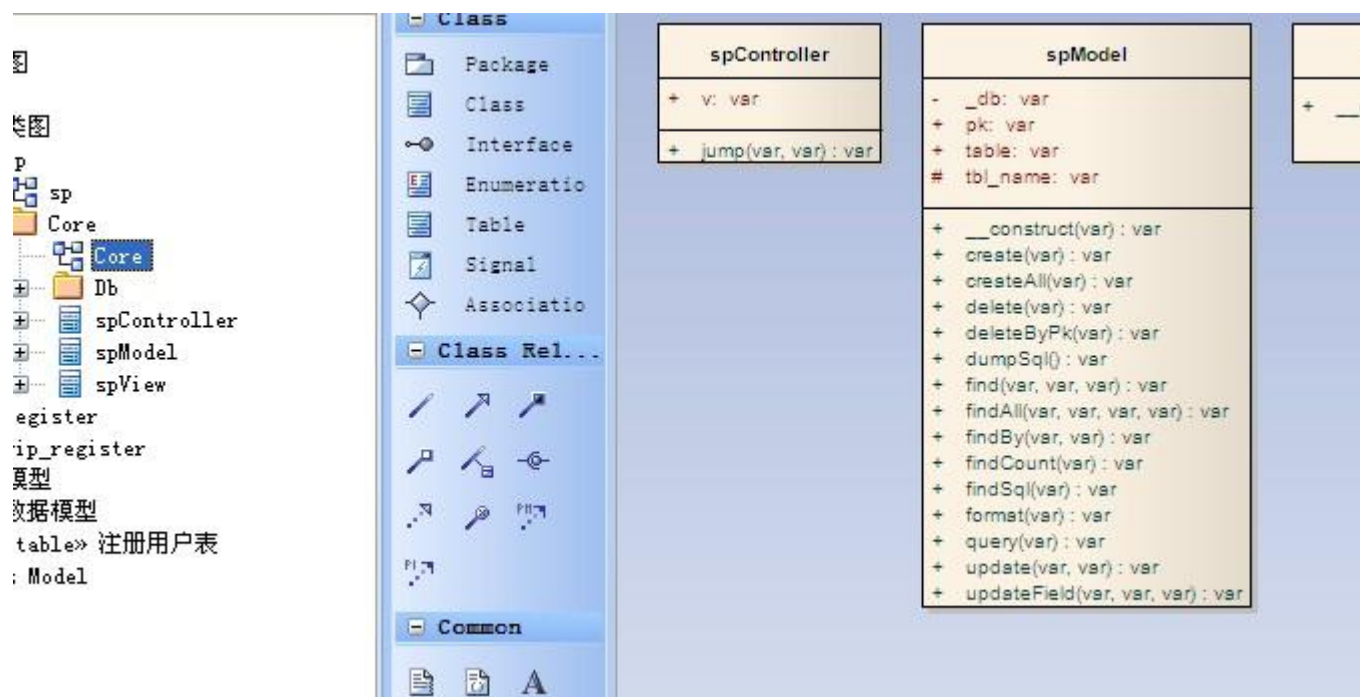 图
类图
p
sp
Core
Core
Db
spController
spModel
spView
egister
rip_register
模型
数据模型
table» 注册用户表
: Model
Class
Package
Class
Interface
Enumeratio
Table
Signal
Associatio
Class Rel...
Common
A
spController
+ v: var
+ jump(var, var) : var
spModel
- _db: var
+ pk: var
+ table: var
# tbl_name: var
+ __construct(var) : var
+ create(var) : var
+ createAll(var) : var
+ delete(var) : var
+ deleteByPk(var) : var
+ dumpSql() : var
+ find(var, var, var) : var
+ findAll(var, var, var, var) : var
+ findBy(var, var) : var
+ findCount(var) : var
+ findSql(var) : var
+ format(var) : var
+ query(var) : var
+ update(var, var) : var
+ updateField(var, var, var) : var
+ __